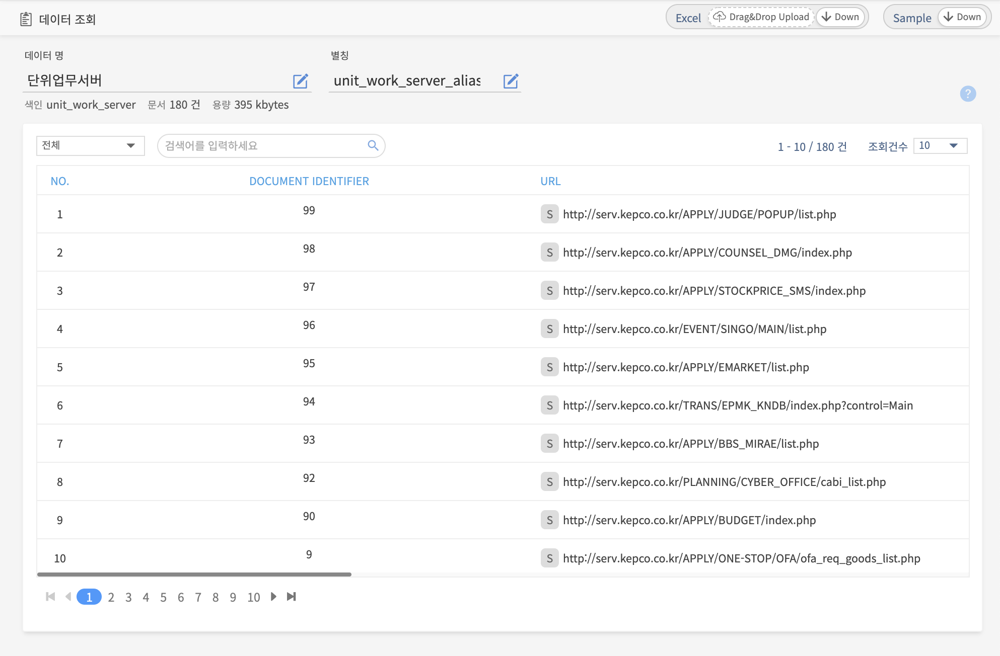 데이터 조회
Excel Drag&Drop Upload Down Sample Down
데이터 명 별칭
단위업무서버 unit_work_server_alias
?
색인 unit_work_server 문서 180 건 용량 395 kbytes
전체 검색어를 입력하세요 1 - 10 / 180 건 조회건수 10
NO. DOCUMENT IDENTIFIER URL
1 99 S http://serv.kepco.co.kr/APPLY/JUDGE/POPUP/list.php
2 98 S http://serv.kepco.co.kr/APPLY/COUNSEL_DMG/index.php
3 97 S http://serv.kepco.co.kr/APPLY/STOCKPRICE_SMS/index.php
4 96 S http://serv.kepco.co.kr/EVENT/SINGO/MAIN/list.php
5 95 S http://serv.kepco.co.kr/APPLY/EMARKET/list.php
6 94 S http://serv.kepco.co.kr/TRANS/EPMK_KNDB/index.php?control=Main
7 93 S http://serv.kepco.co.kr/APPLY/BBS_MIRAE/list.php
8 92 S http://serv.kepco.co.kr/PLANNING/CYBER_OFFICE/cabi_list.php
9 90 S http://serv.kepco.co.kr/APPLY/BUDGET/index.php
10 9 S http://serv.kepco.co.kr/APPLY/ONE-STOP/OFA/ofa_req_goods_list.php
1 2 3 4 5 6 7 8 9 10